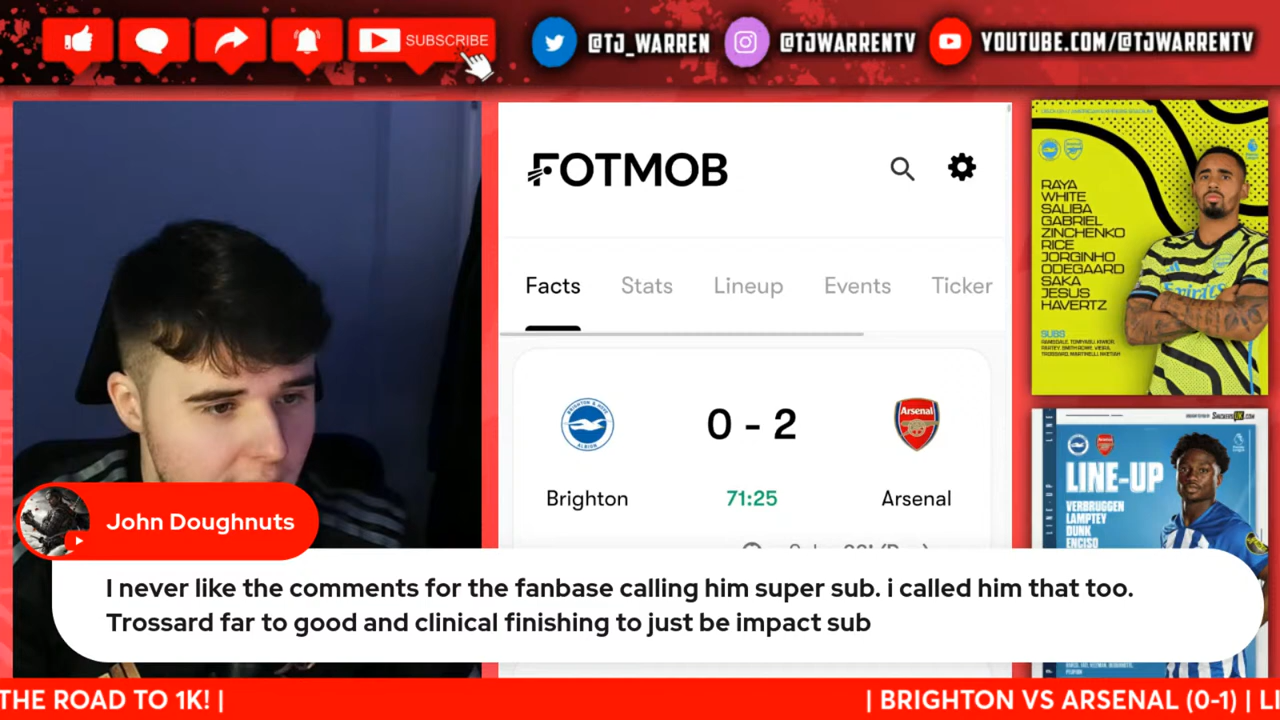 SUBSCRIBE
@TJ_WARREN
@TJWARRENTV
YOUTUBE.COM/@TJWARRENTV
FOTMOB
Facts
Stats
Lineup
Events
Ticker
0 - 2
Brighton
71:25
Arsenal
Arsenal
RAYA
WHITE
SALIBA
GABRIEL
ZINCHENKO
RICE
JORGINHO
ODEGAARD
SAKA
JESUS
HAVERTZ
SUBS
LINE-UP
VERBRUGGEN
LAMPTEY
DUNK
ENCISO
John Doughnuts
I never like the comments for the fanbase calling him super sub. i called him that too.
Trossard far to good and clinical finishing to just be impact sub
THE ROAD TO 1K! |
| BRIGHTON VS ARSENAL (0-1) | LI